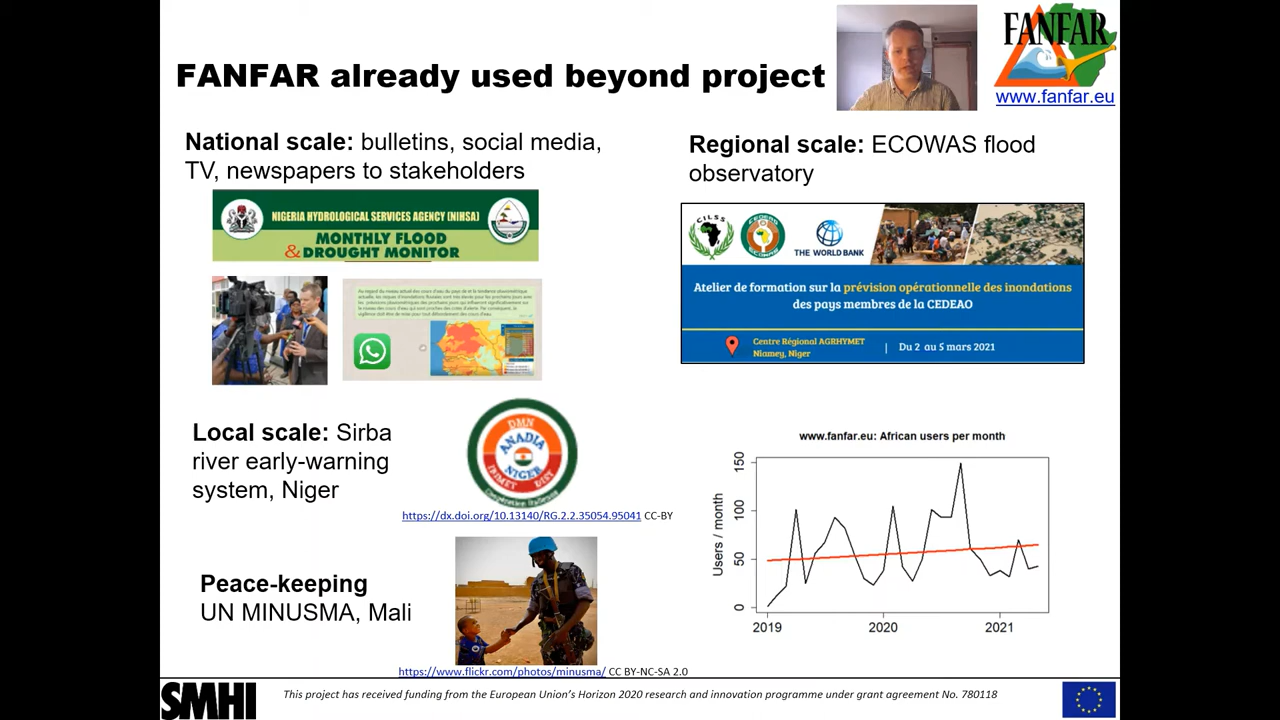 FANFAR already used beyond project
FANFAR
www.fanfar.eu
National scale: bulletins, social media,
TV, newspapers to stakeholders
NIGERIA HYDROLOGICAL SERVICES AGENCY (NIHSA)
MONTHLY FLOOD
& DROUGHT MONITOR
Regional scale: ECOWAS flood
observatory
CILSS
THE WORLD BANK
Atelier de formation sur la prévision opérationnelle des inondations
des pays membres de la CEDEAO
Centre Régional AGRHYMET
Niamey, Niger
| Du 2 au 5 mars 2021
Local scale: Sirba
river early-warning
system, Niger
DMN
ANADIA
NIGER
IBIMET DIST
https://dx.doi.org/10.13140/RG.2.2.35054.95041 CC-BY
Peace-keeping
UN MINUSMA, Mali
https://www.flickr.com/photos/minusma/ CC BY-NC-SA 2.0
www.fanfar.eu: African users per month
Users / month
150
100
50
0
2019 2020 2021
SMHI
This project has received funding from the European Union's Horizon 2020 research and innovation programme under grant agreement No. 780118